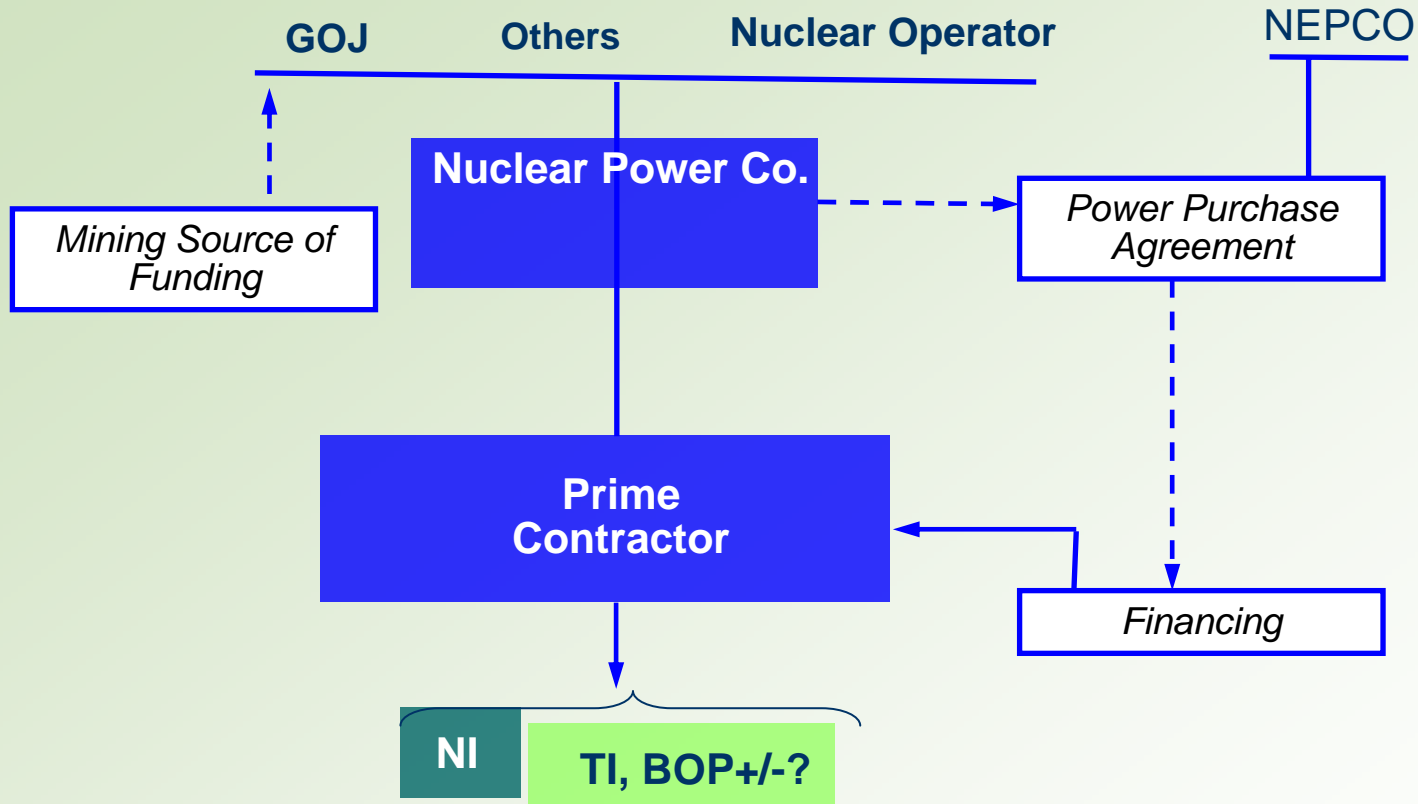 GOJ
Others
Nuclear Operator
NEPCO
Nuclear Power Co.
Mining Source of
Funding
Power Purchase
Agreement
Prime
Contractor
Financing
NI
TI, BOP+/-?